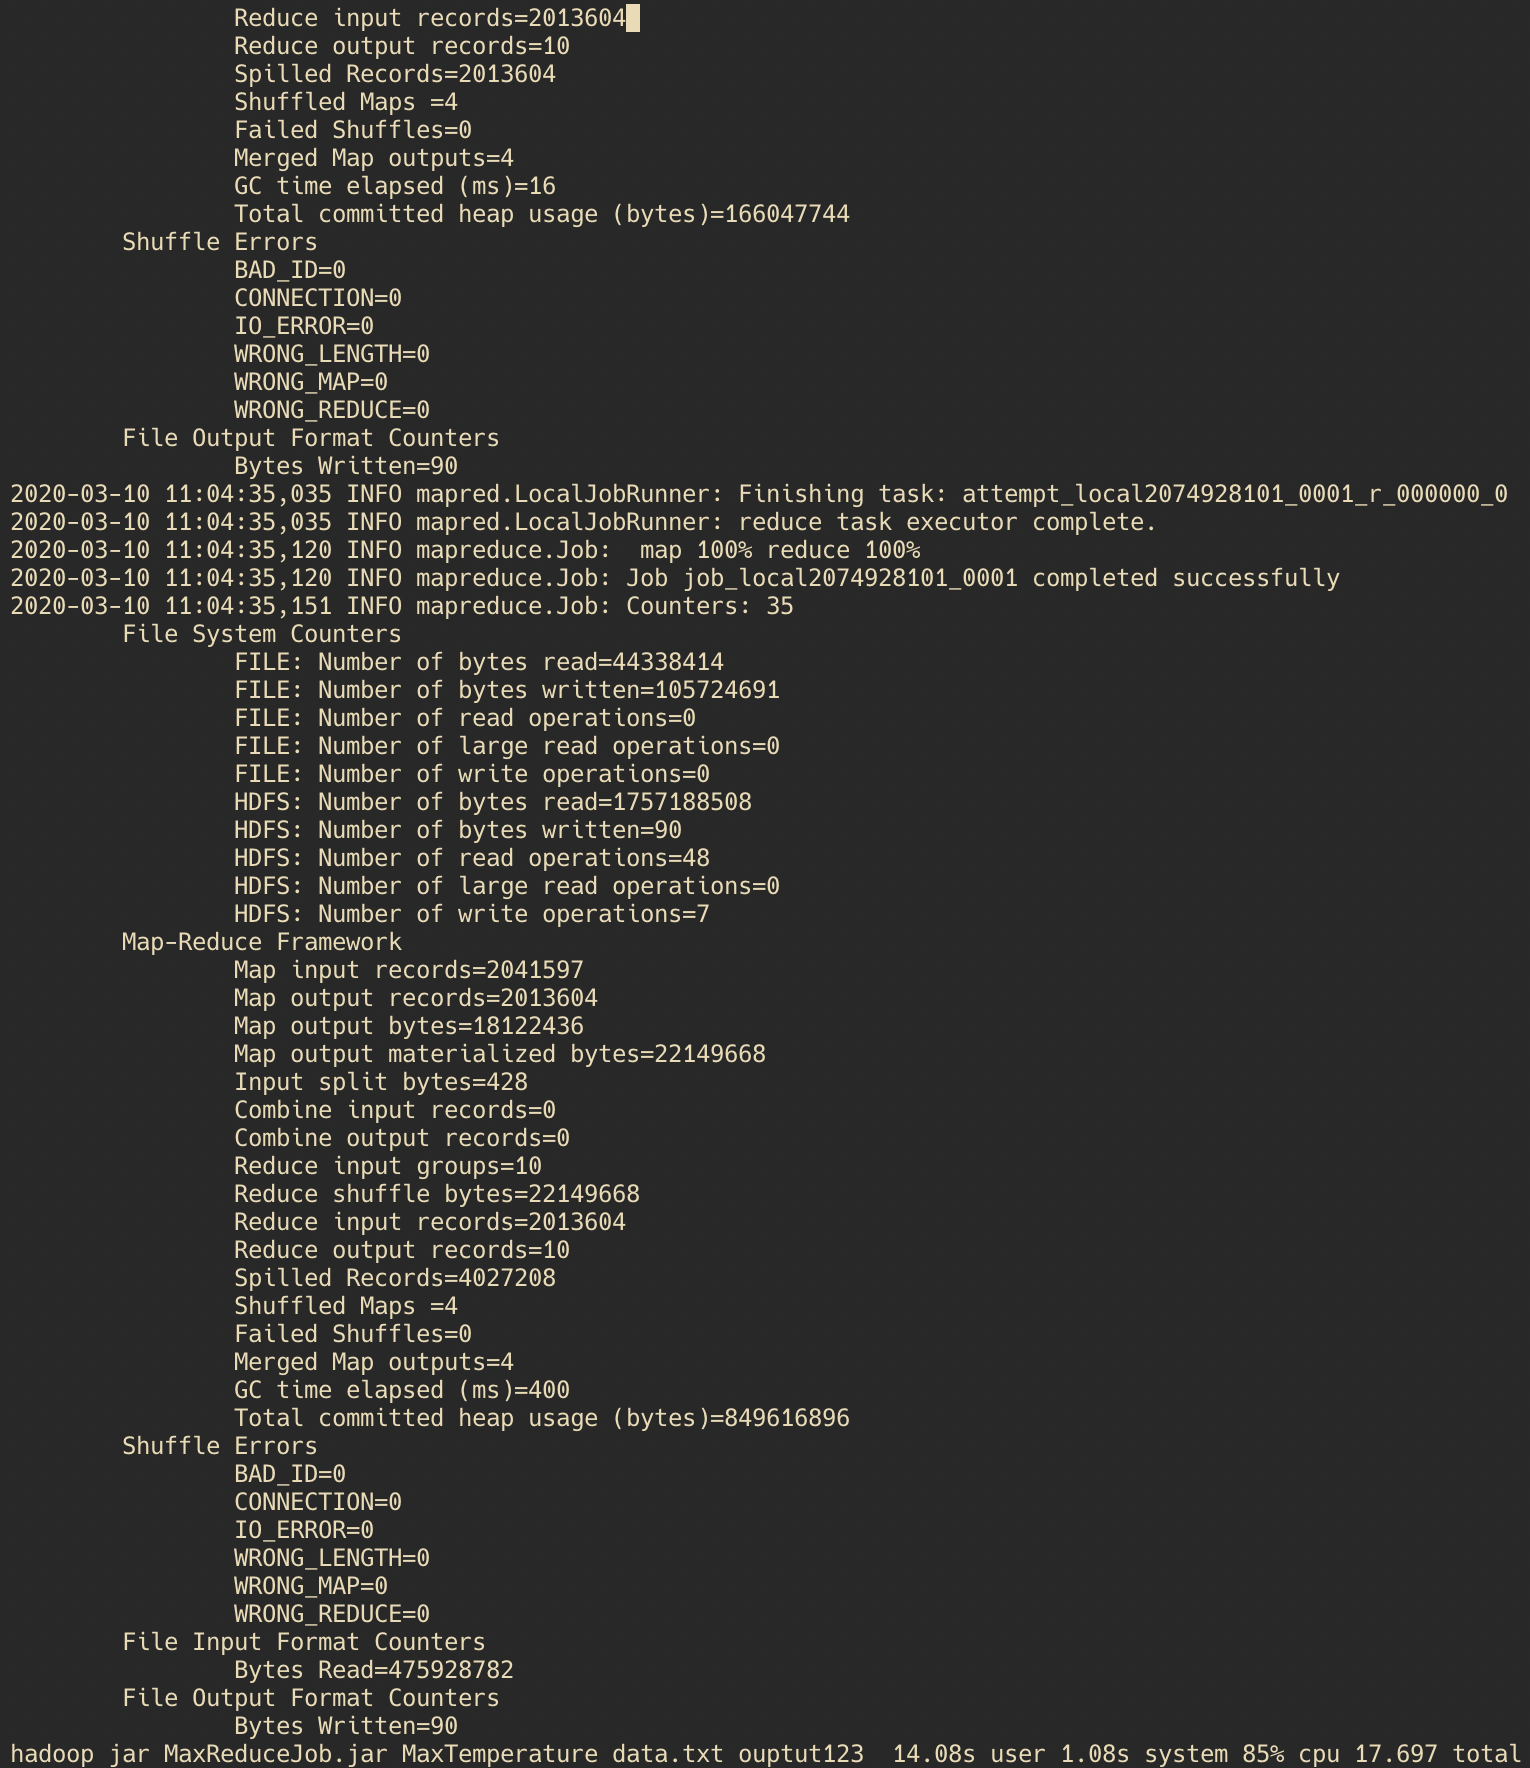 Reduce input records=2013604
Reduce output records=10
Spilled Records=2013604
Shuffled Maps =4
Failed Shuffles=0
Merged Map outputs=4
GC time elapsed (ms)=16
Total committed heap usage (bytes)=166047744
Shuffle Errors
BAD_ID=0
CONNECTION=0
IO_ERROR=0
WRONG_LENGTH=0
WRONG_MAP=0
WRONG_REDUCE=0
File Output Format Counters
Bytes Written=90
2020-03-10 11:04:35,035 INFO mapred.LocalJobRunner: Finishing task: attempt_local2074928101_0001_r_000000_0
2020-03-10 11:04:35,035 INFO mapred.LocalJobRunner: reduce task executor complete.
2020-03-10 11:04:35,120 INFO mapreduce.Job:  map 100% reduce 100%
2020-03-10 11:04:35,120 INFO mapreduce.Job: Job job_local2074928101_0001 completed successfully
2020-03-10 11:04:35,151 INFO mapreduce.Job: Counters: 35
File System Counters
FILE: Number of bytes read=44338414
FILE: Number of bytes written=105724691
FILE: Number of read operations=0
FILE: Number of large read operations=0
FILE: Number of write operations=0
HDFS: Number of bytes read=1757188508
HDFS: Number of bytes written=90
HDFS: Number of read operations=48
HDFS: Number of large read operations=0
HDFS: Number of write operations=7
Map-Reduce Framework
Map input records=2041597
Map output records=2013604
Map output bytes=18122436
Map output materialized bytes=22149668
Input split bytes=428
Combine input records=0
Combine output records=0
Reduce input groups=10
Reduce shuffle bytes=22149668
Reduce input records=2013604
Reduce output records=10
Spilled Records=4027208
Shuffled Maps =4
Failed Shuffles=0
Merged Map outputs=4
GC time elapsed (ms)=400
Total committed heap usage (bytes)=849616896
Shuffle Errors
BAD_ID=0
CONNECTION=0
IO_ERROR=0
WRONG_LENGTH=0
WRONG_MAP=0
WRONG_REDUCE=0
File Input Format Counters
Bytes Read=475928782
File Output Format Counters
Bytes Written=90
hadoop jar MaxReduceJob.jar MaxTemperature data.txt ouptut123  14.08s user 1.08s system 85% cpu 17.697 total